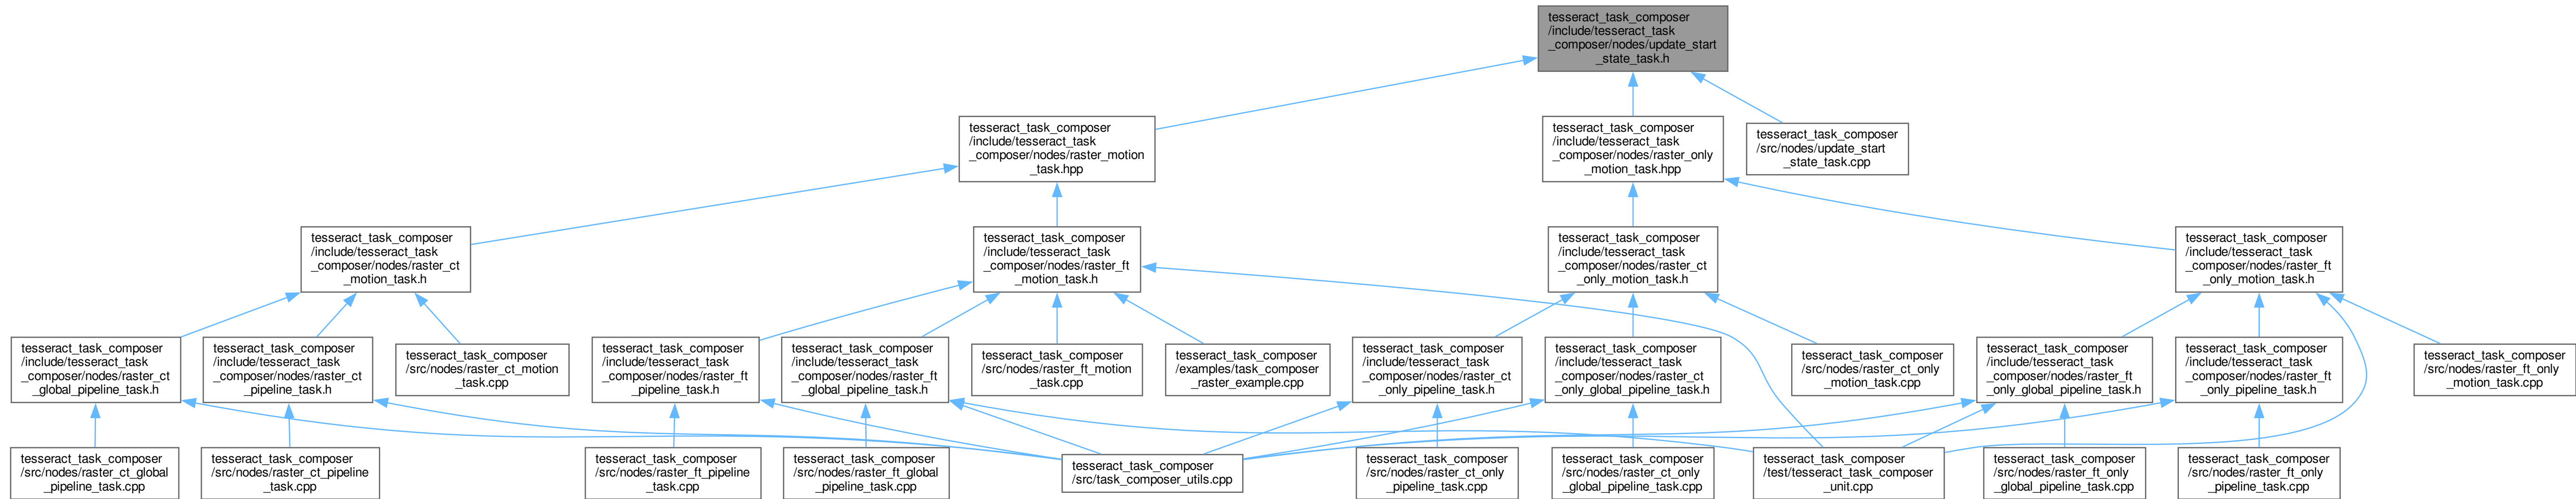 tesseract_task_composer
/include/tesseract_task
_composer/nodes/update_start
_state_task.h
tesseract_task_composer
/include/tesseract_task
_composer/nodes/raster_motion
_task.hpp
tesseract_task_composer
/include/tesseract_task
_composer/nodes/raster_only
_motion_task.hpp
tesseract_task_composer
/src/nodes/update_start
_state_task.cpp
tesseract_task_composer
/include/tesseract_task
_composer/nodes/raster_ct
_motion_task.h
tesseract_task_composer
/include/tesseract_task
_composer/nodes/raster_ft
_motion_task.h
tesseract_task_composer
/include/tesseract_task
_composer/nodes/raster_ct
_only_motion_task.h
tesseract_task_composer
/include/tesseract_task
_composer/nodes/raster_ft
_only_motion_task.h
tesseract_task_composer
/include/tesseract_task
_composer/nodes/raster_ct
_global_pipeline_task.h
tesseract_task_composer
/include/tesseract_task
_composer/nodes/raster_ct
_pipeline_task.h
tesseract_task_composer
/src/nodes/raster_ct_motion
_task.cpp
tesseract_task_composer
/include/tesseract_task
_composer/nodes/raster_ft
_pipeline_task.h
tesseract_task_composer
/include/tesseract_task
_composer/nodes/raster_ft
_global_pipeline_task.h
tesseract_task_composer
/src/nodes/raster_ft_motion
_task.cpp
tesseract_task_composer
/examples/task_composer
_raster_example.cpp
tesseract_task_composer
/include/tesseract_task
_composer/nodes/raster_ct
_only_pipeline_task.h
tesseract_task_composer
/include/tesseract_task
_composer/nodes/raster_ct
_only_global_pipeline_task.h
tesseract_task_composer
/src/nodes/raster_ct_only
_motion_task.cpp
tesseract_task_composer
/include/tesseract_task
_composer/nodes/raster_ft
_only_global_pipeline_task.h
tesseract_task_composer
/include/tesseract_task
_composer/nodes/raster_ft
_only_pipeline_task.h
tesseract_task_composer
/src/nodes/raster_ft_only
_motion_task.cpp
tesseract_task_composer
/src/nodes/raster_ct_global
_pipeline_task.cpp
tesseract_task_composer
/src/nodes/raster_ct_pipeline
_task.cpp
tesseract_task_composer
/src/nodes/raster_ft_pipeline
_task.cpp
tesseract_task_composer
/src/nodes/raster_ft_global
_pipeline_task.cpp
tesseract_task_composer
/src/task_composer_utils.cpp
tesseract_task_composer
/src/nodes/raster_ct_only
_pipeline_task.cpp
tesseract_task_composer
/src/nodes/raster_ct_only
_global_pipeline_task.cpp
tesseract_task_composer
/test/tesseract_task_composer
_unit.cpp
tesseract_task_composer
/src/nodes/raster_ft_only
_global_pipeline_task.cpp
tesseract_task_composer
/src/nodes/raster_ft_only
_pipeline_task.cpp